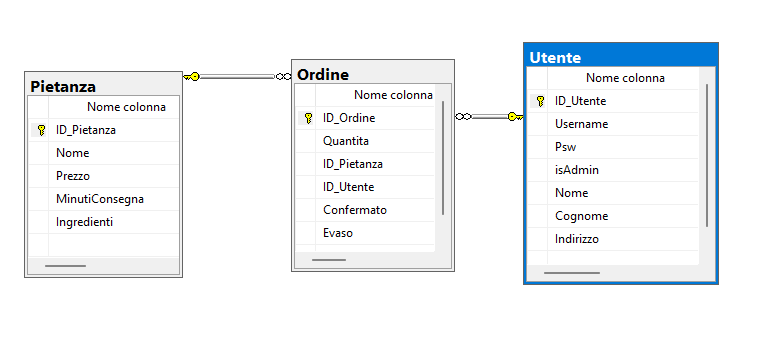 Pietanza
Nome colonna
ID_Pietanza
Nome
Prezzo
MinutiConsegna
Ingredienti
Ordine
Nome colonna
ID_Ordine
Quantita
ID_Pietanza
ID_Utente
Confermato
Evaso
Utente
Nome colonna
ID_Utente
Username
Psw
isAdmin
Nome
Cognome
Indirizzo